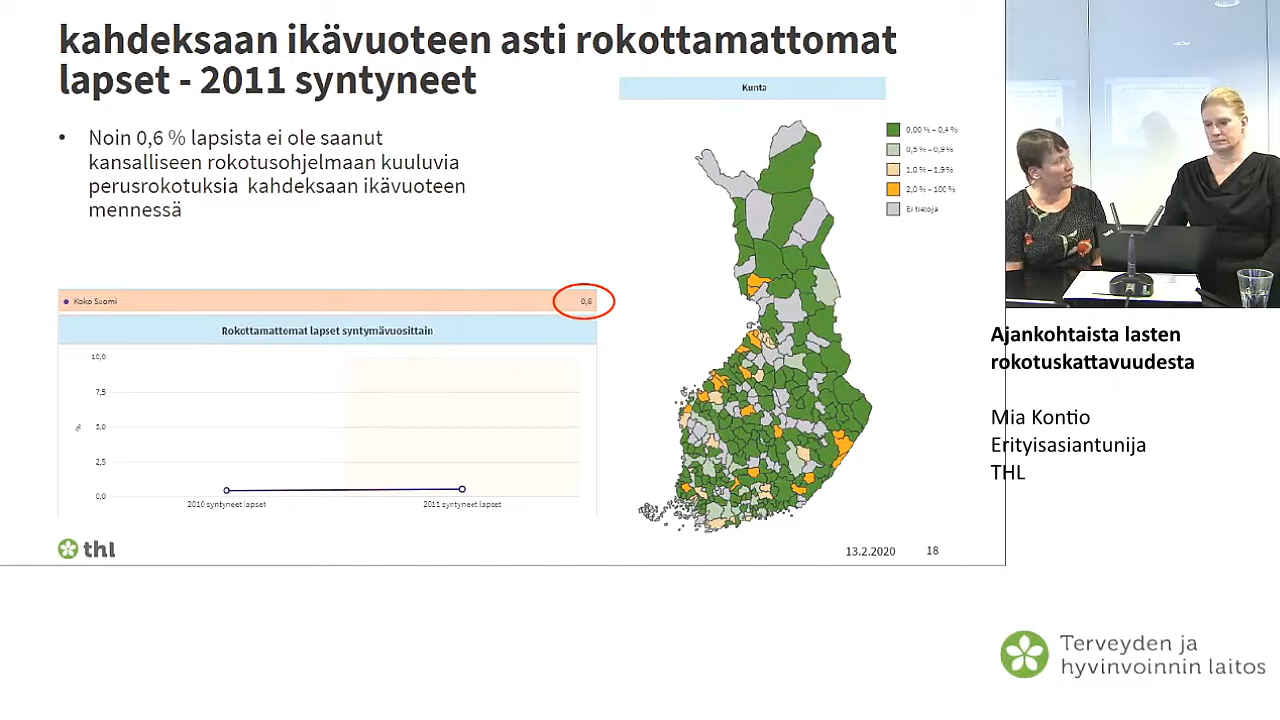 kahdeksaan ikävuoteen asti rokottamattomat
lapset - 2011 syntyneet
• Noin 0,6 % lapsista ei ole saanut
kansalliseen rokotusohjelmaan kuuluvia
perusrokotuksia kahdeksaan ikävuoteen
mennessä
Koko Suomi 0,6
Rokottamattomat lapset syntymävuosittain
10,0
7,5
%
5,0
2,5
0,0
2010 syntyneet lapset
2011 syntyneet lapset
Kunta
0,00 % – 0,4 %
0,5 % – 0,9 %
1,0 % – 1,9 %
2,0 % – 100 %
Ei tietoja
thl
13.2.2020 18
Ajankohtaista lasten
rokotuskattavuudesta
Mia Kontio
Erityisasiantunija
THL
Terveyden ja
hyvinvoinnin laitos